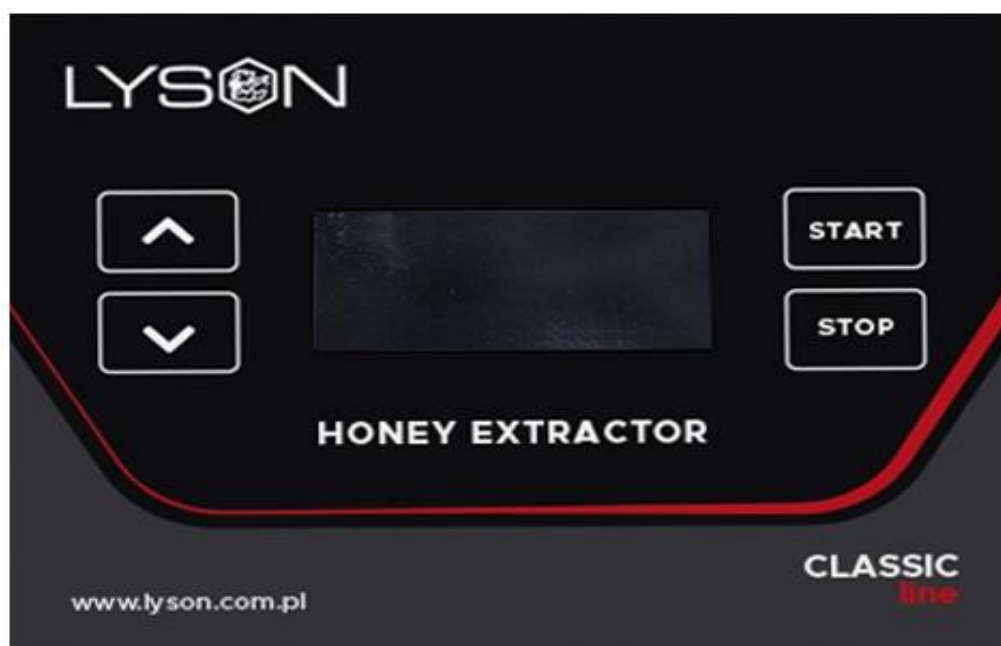 LYSON
START
STOP
HONEY EXTRACTOR
CLASSIC
line
www.lyson.com.pl